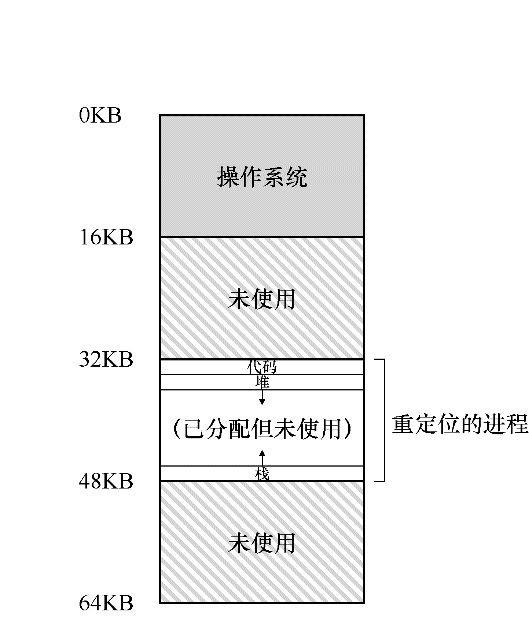 0KB
操作系统
16KB
未使用
32KB
代码
堆
(已分配但未使用)
重定位的进程
栈
48KB
未使用
64KB